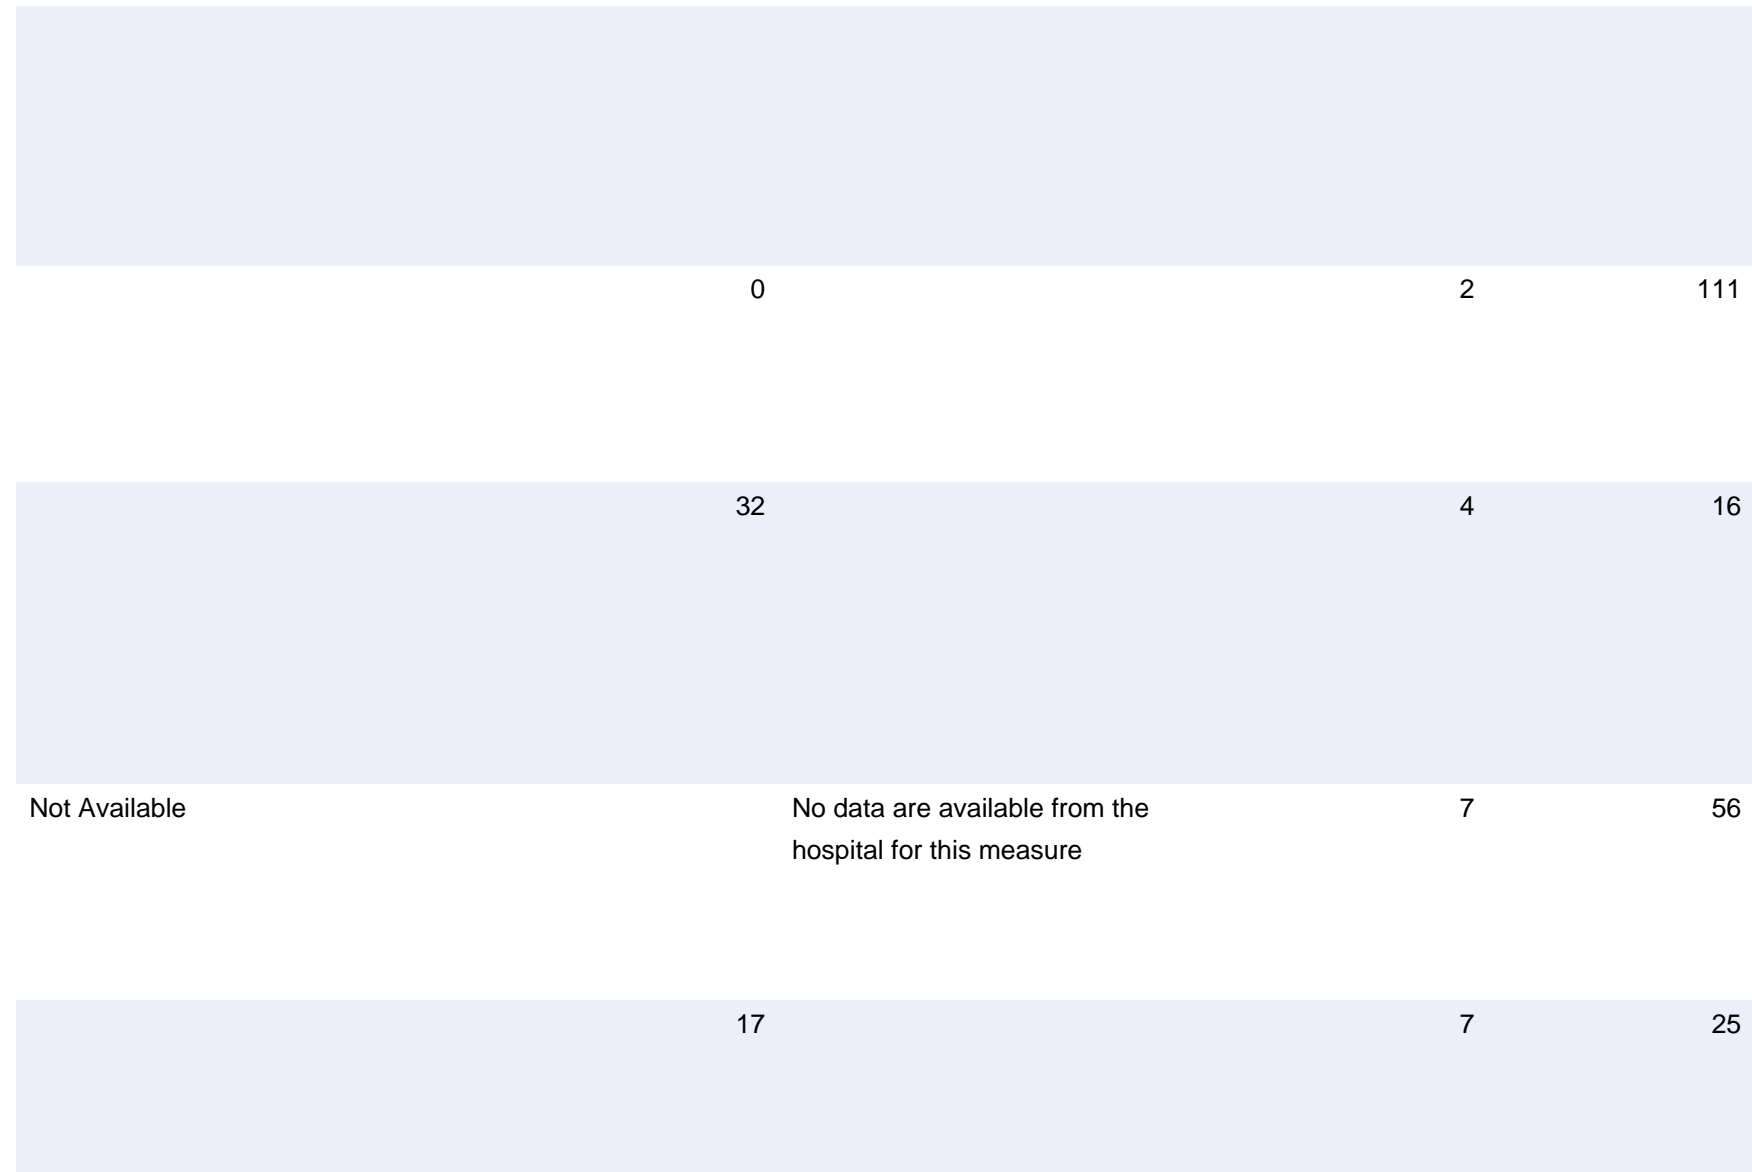 0 2 111
32 4 16
Not Available No data are available from the 7 56
hospital for this measure
17 7 25